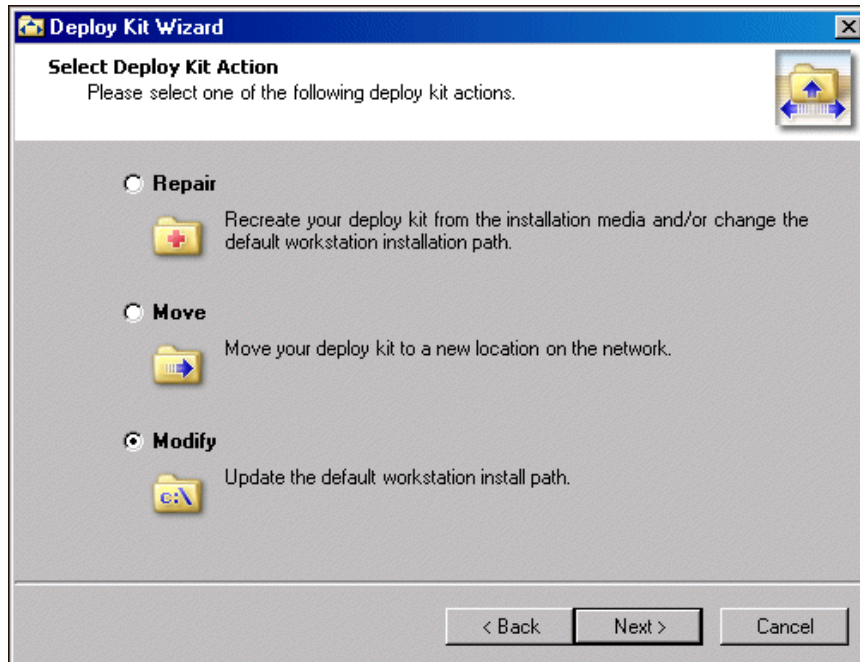 Deploy Kit Wizard
Select Deploy Kit Action
Please select one of the following deploy kit actions.
Repair
Recreate your deploy kit from the installation media and/or change the
default workstation installation path.
Move
Move your deploy kit to a new location on the network.
Modify
c:\
Update the default workstation install path.
< Back
Next >
Cancel